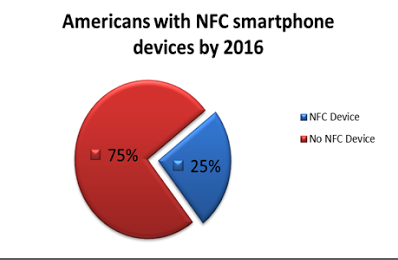 Americans with NFC smartphone
devices by 2016
75%
25%
NFC Device
No NFC Device